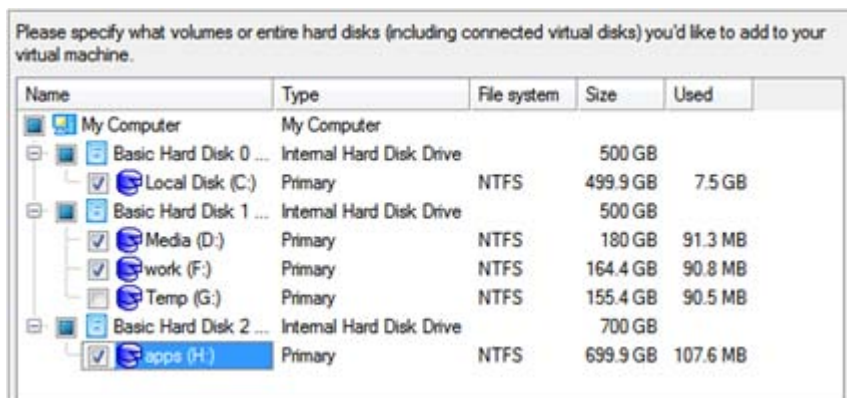 Please specify what volumes or entire hard disks (including connected virtual disks) you'd like to add to your
virtual machine.
Name Type File system Size Used
My Computer My Computer
Basic Hard Disk 0 ... Internal Hard Disk Drive 500 GB
Local Disk (C:) Primary NTFS 499.9 GB 7.5 GB
Basic Hard Disk 1 ... Internal Hard Disk Drive 500 GB
Media (D:) Primary NTFS 180 GB 91.3 MB
work (F:) Primary NTFS 164.4 GB 90.8 MB
Temp (G:) Primary NTFS 155.4 GB 90.5 MB
Basic Hard Disk 2 ... Internal Hard Disk Drive 700 GB
apps (H:) Primary NTFS 699.9 GB 107.6 MB